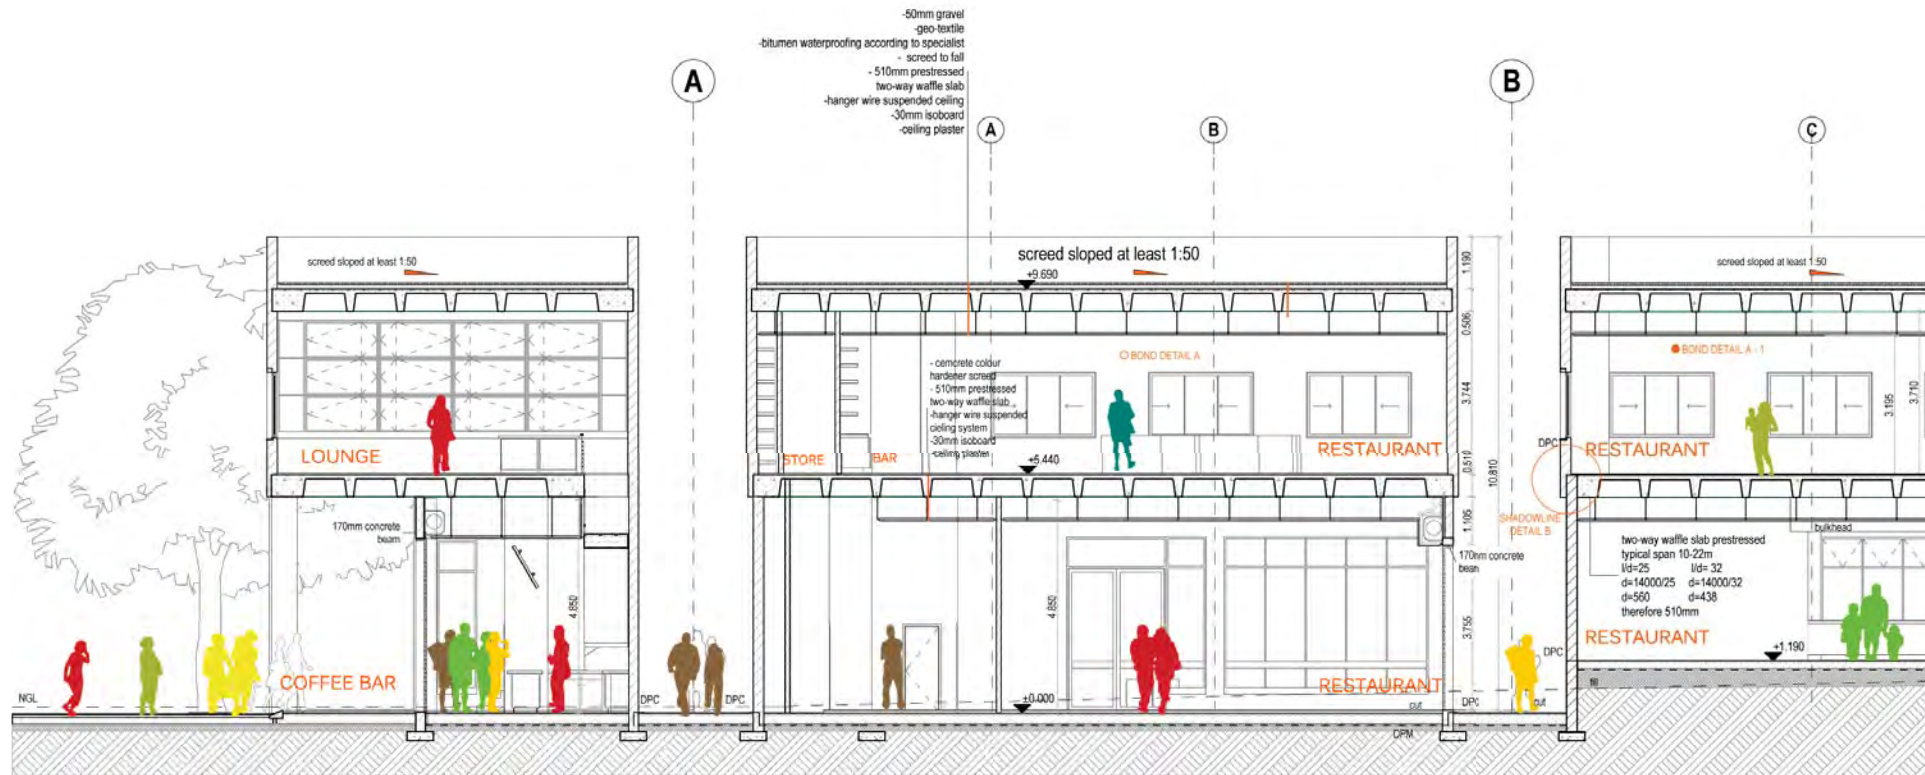 -50mm gravel
-geo-textile
-bitumen waterproofing according to specialist
- screed to fall
- 510mm prestressed
two-way waffle slab
-hanger wire suspended ceiling
-30mm isoboard
-ceiling plaster
A
B
A
B
C
screed sloped at least 1:50
screed sloped at least 1:50
screed sloped at least 1:50
+9.690
1.190
0.506
3.744
0.510
10.810
1.105
3.755
BOND DETAIL A
BOND DETAIL A - 1
- cemcrete colour
hardener screed
- 510mm prestressed
two-way waffle slab
-hanger wire suspended
cieling system
-30mm isoboard
-ceiling plaster
3.195
3.710
LOUNGE
STORE
BAR
RESTAURANT
DPC
RESTAURANT
+5.440
170mm concrete
beam
SHADOWLINE
DETAIL B
bulkhead
170nm concrete
bean
two-way waffle slab prestressed
typical span 10-22m
l/d=25 l/d= 32
d=14000/25 d=14000/32
d=560 d=438
therefore 510mm
4.850
4.850
RESTAURANT
DPC
+1.190
fill
COFFEE BAR
RESTAURANT
NGL
DPC
DPC
±0.000
cut
DPC
cut
DPM